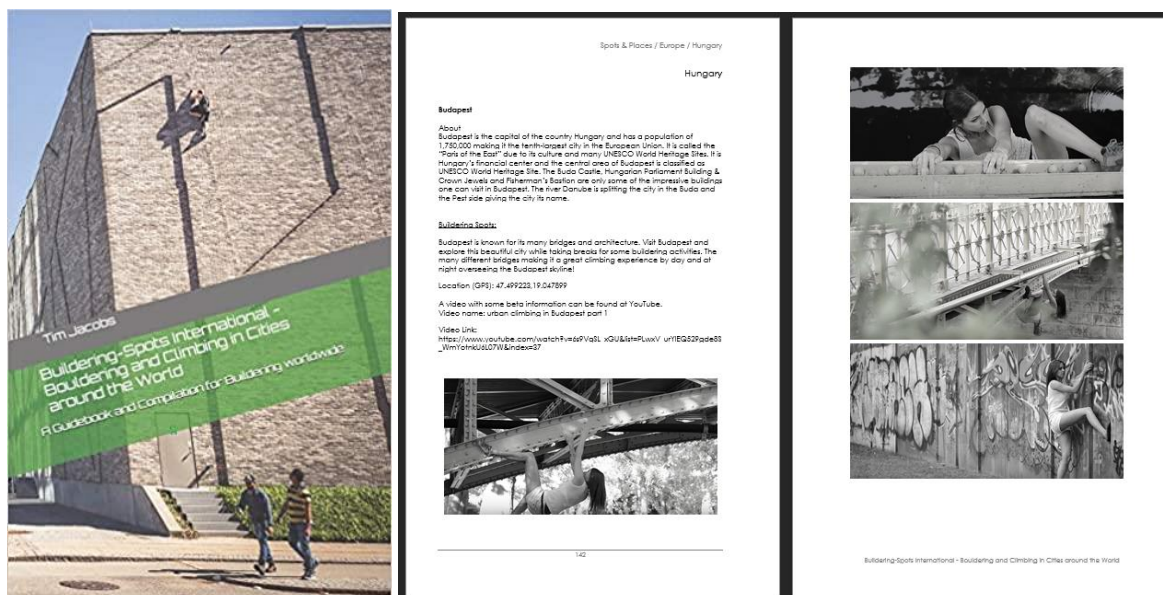 Tim Jacobs
Buildering-Spots International -
Bouldering and Climbing in Cities
around the World
A Guidebook and Compilation for Buildering worldwide
Spots & Places / Europe / Hungary
Hungary
Budapest
About
Budapest is the capital of the country Hungary and has a population of
1,750,000 making it the tenth-largest city in the European Union. It is called the
"Paris of the East" due to its culture and many UNESCO World Heritage Sites. It is
Hungary's financial center and the central area of Budapest is classified as
UNESCO World Heritage Site. The Buda Castle, Hungarian Parliament Building &
Crown Jewels and Fisherman's Bastion are only some of the impressive buildings
one can visit in Budapest. The river Danube is splitting the city in the Buda and
the Pest side giving the city its name.
Buildering Spots:
Budapest is known for its many bridges and architecture. Visit Budapest and
explore this beautiful city while taking breaks for some buildering activities. The
many different bridges making it a great climbing experience by day and at
night overseeing the Budapest skyline!
Location (GPS): 47.499223,19.047899
A video with some beta information can be found at YouTube.
Video name: urban climbing in Budapest part 1
Video Link:
142
Buildering-Spots International - Bouldering and Climbing in Cities around the World